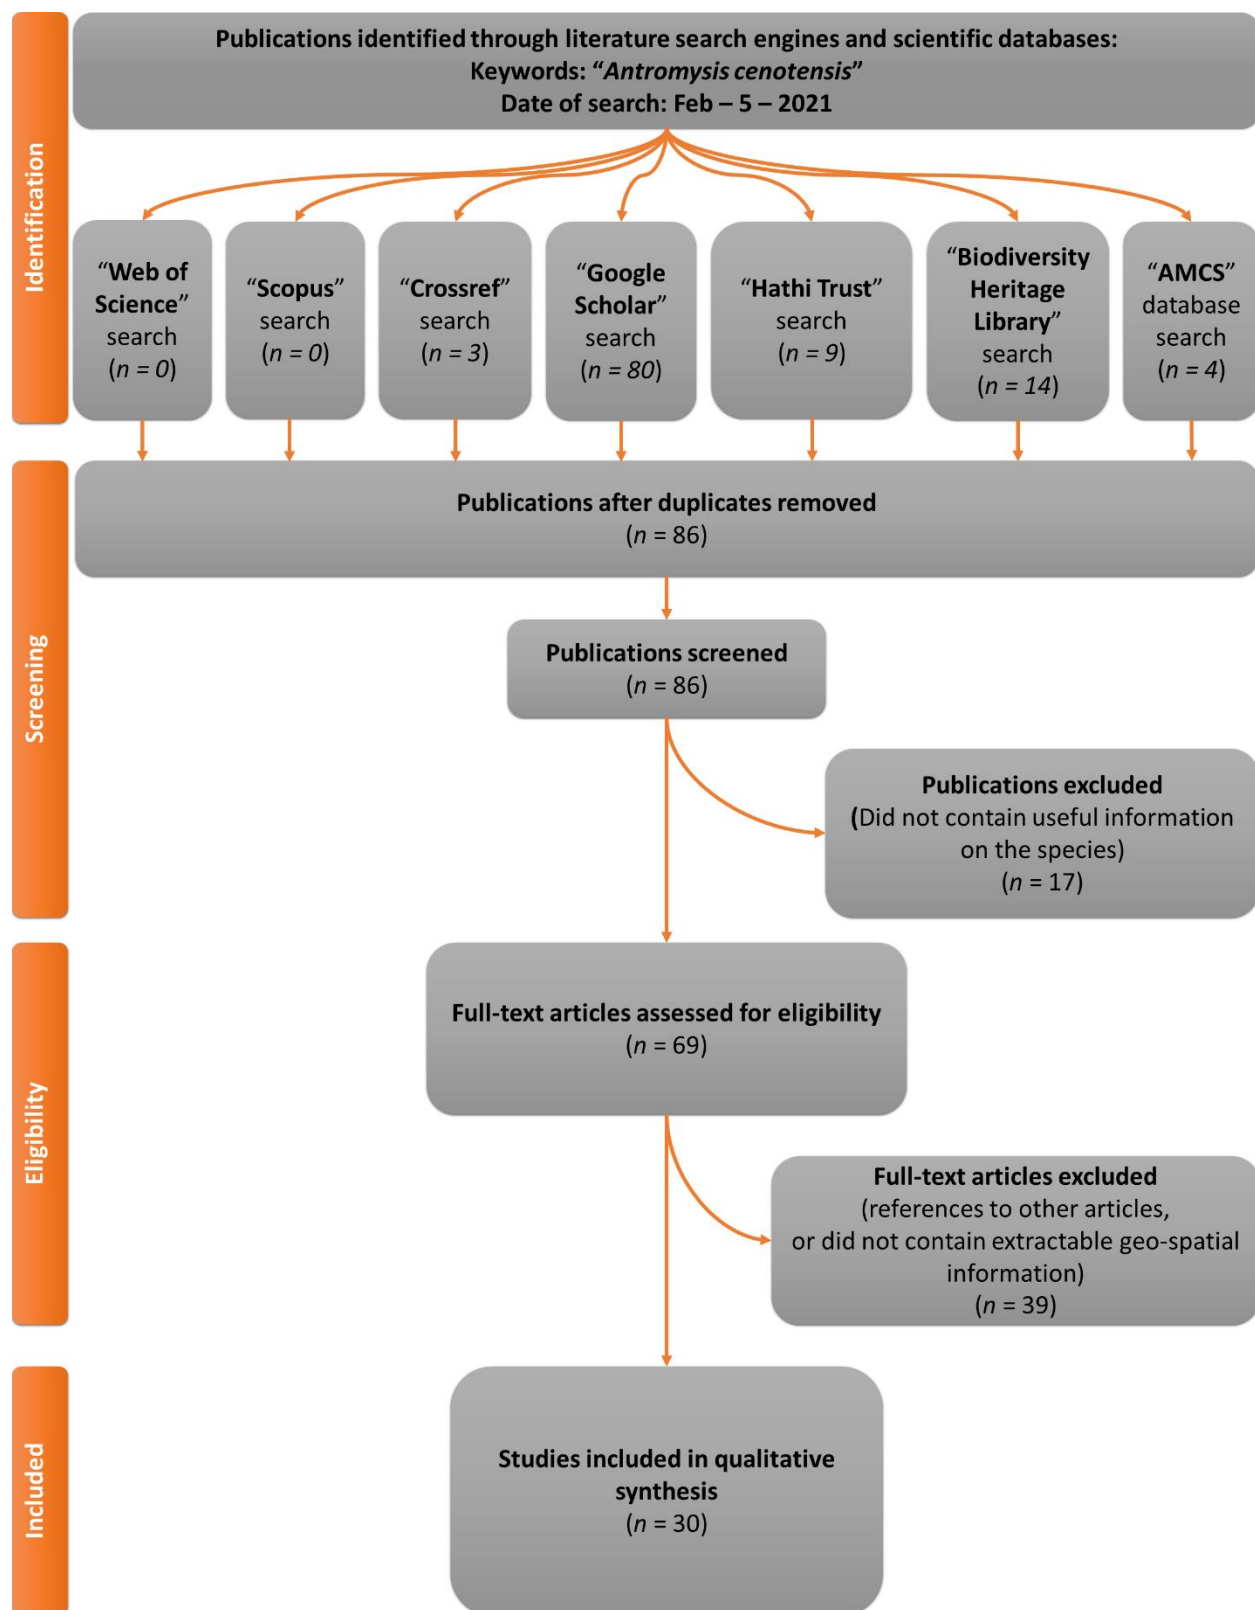 Publications identified through literature search engines and scientific databases:
Keywords: “Antromysis cenotensis”
Date of search: Feb – 5 – 2021
Identification
“Web of
Science”
search
(n = 0)
“Scopus”
search
(n = 0)
“Crossref”
search
(n = 3)
“Google
Scholar”
search
(n = 80)
“Hathi Trust”
search
(n = 9)
“Biodiversity
Heritage
Library”
search
(n = 14)
“AMCS”
database
search
(n = 4)
Screening
Publications after duplicates removed
(n = 86)
Publications screened
(n = 86)
Publications excluded
(Did not contain useful information
on the species)
(n = 17)
Eligibility
Full-text articles assessed for eligibility
(n = 69)
Full-text articles excluded
(references to other articles,
or did not contain extractable geo-spatial
information)
(n = 39)
Included
Studies included in qualitative
synthesis
(n = 30)